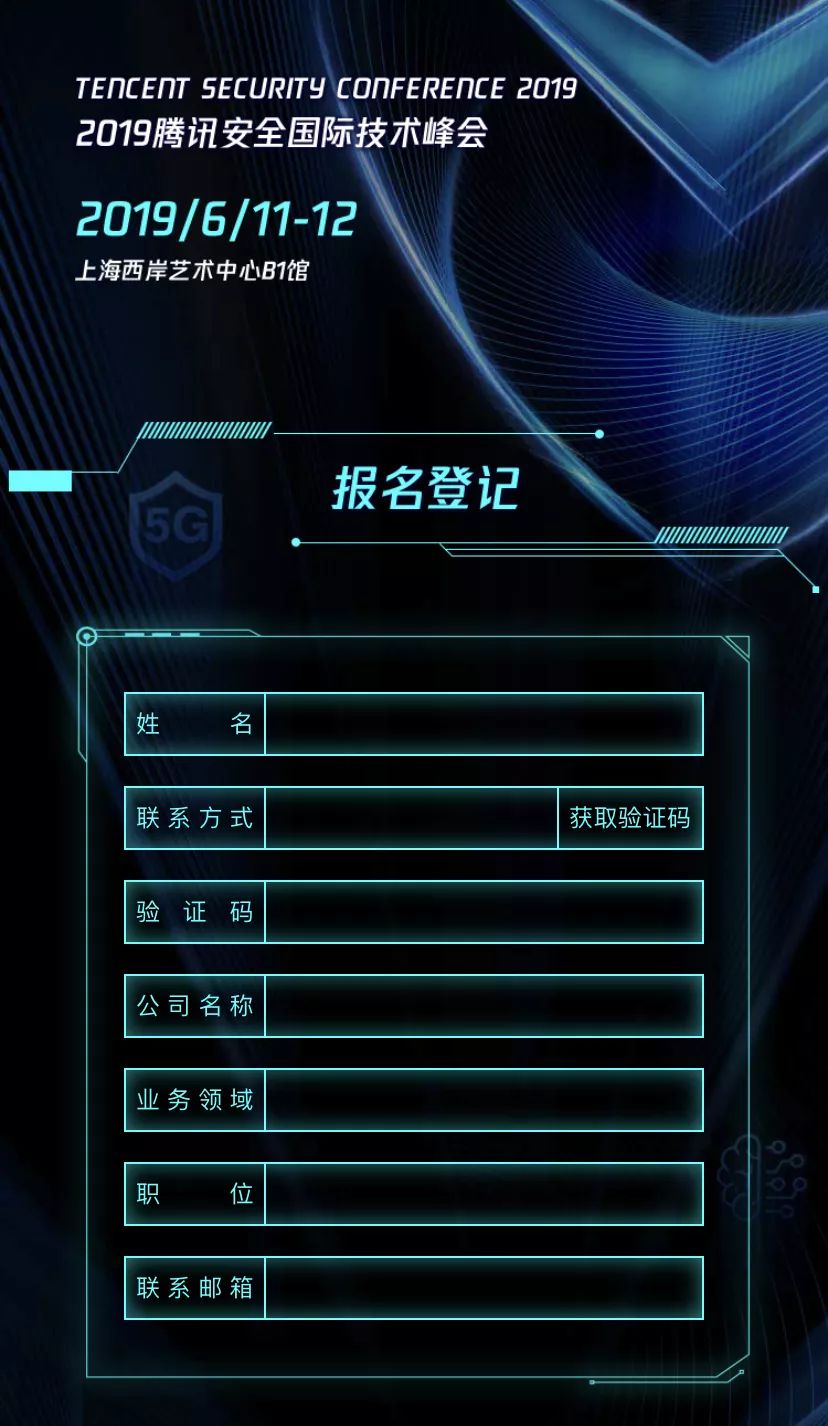 TENCENT SECURITY CONFERENCE 2019
2019腾讯安全国际技术峰会
2019/6/11-12
上海西岸艺术中心B1馆
报名登记
5G
姓名
联系方式 获取验证码
验证码
公司名称
业务领域
职位
联系邮箱